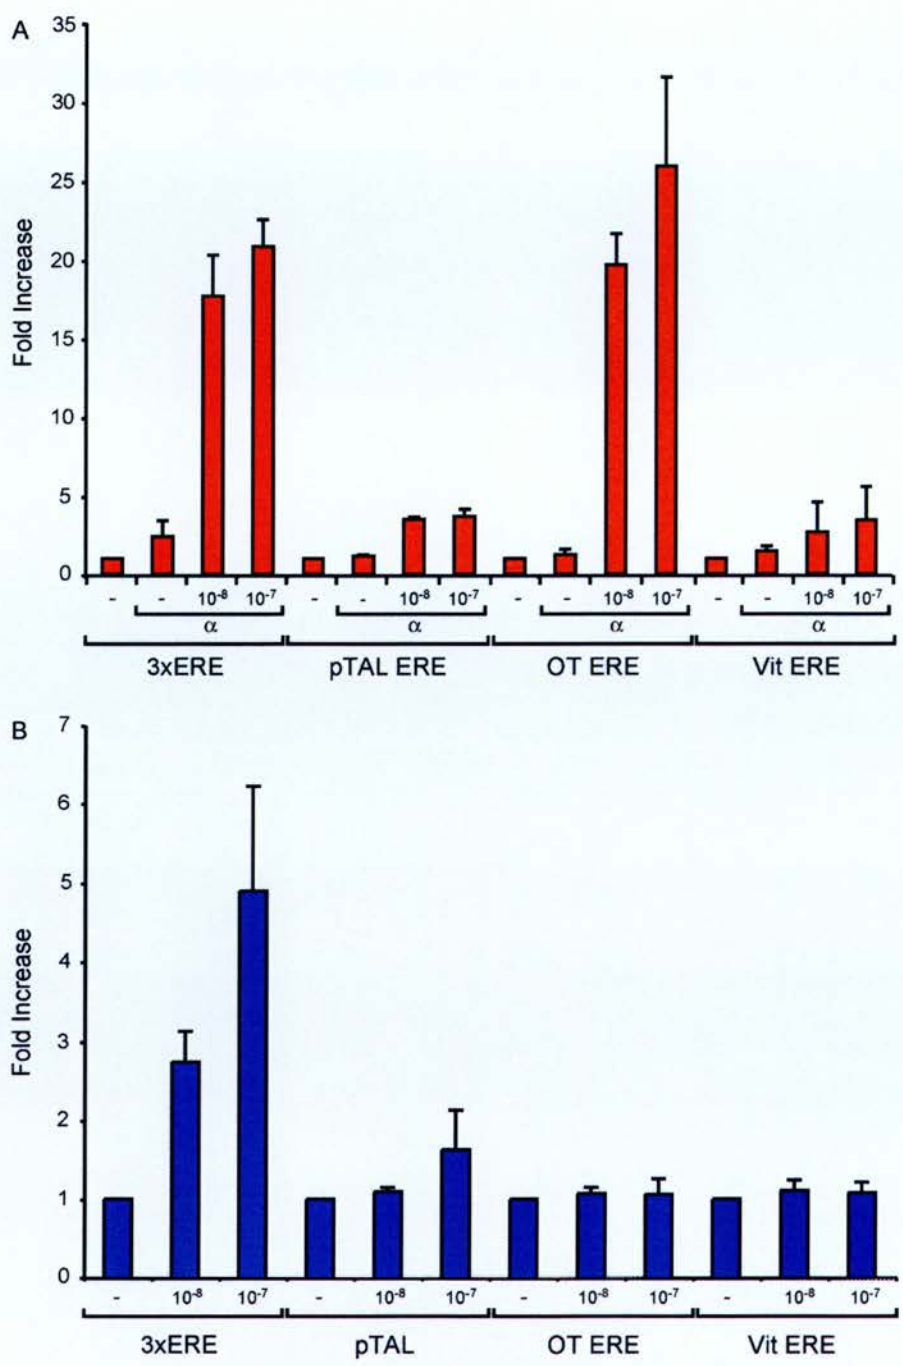 A
35
30
25
20
15
10
5
0
Fold Increase
- - 10⁻⁸ 10⁻⁷ - - 10⁻⁸ 10⁻⁷ - - 10⁻⁸ 10⁻⁷ - - 10⁻⁸ 10⁻⁷
α α α α
3xERE pTAL ERE OT ERE Vit ERE
B
7
6
5
4
3
2
1
0
Fold Increase
- 10⁻⁸ 10⁻⁷ - 10⁻⁸ 10⁻⁷ - 10⁻⁸ 10⁻⁷ - 10⁻⁸ 10⁻⁷
3xERE pTAL OT ERE Vit ERE